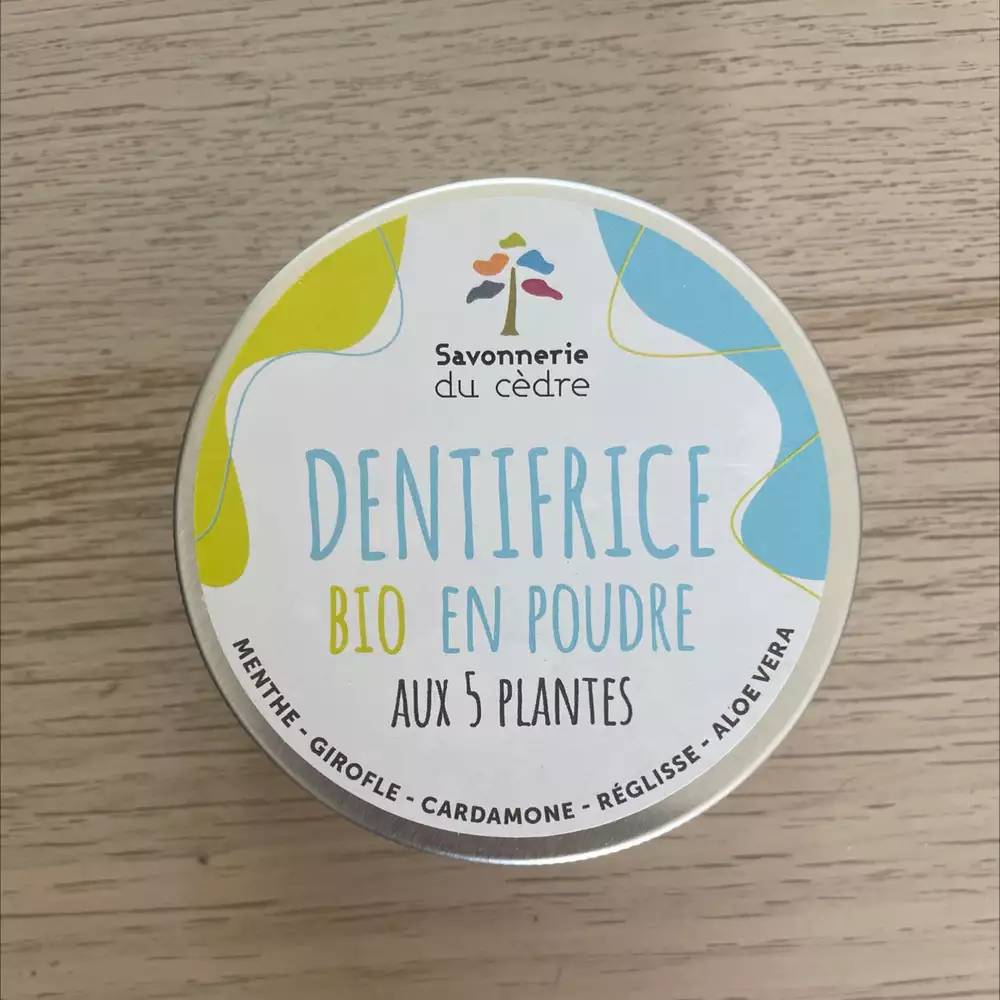 Savonnerie
du cèdre
DENTIFRICE
BIO EN POUDRE
AUX 5 PLANTES
MENTHE - GIROFLE - CARDAMONE - RÉGLISSE - ALOE VERA